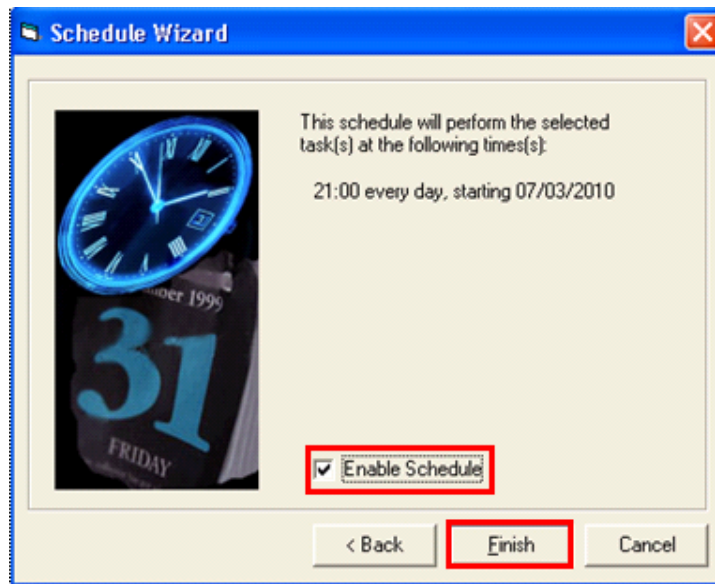 Schedule Wizard
This schedule will perform the selected
task(s) at the following times(s):
21:00 every day, starting 07/03/2010
1999
31
FRIDAY
Enable Schedule
< Back
Finish
Cancel